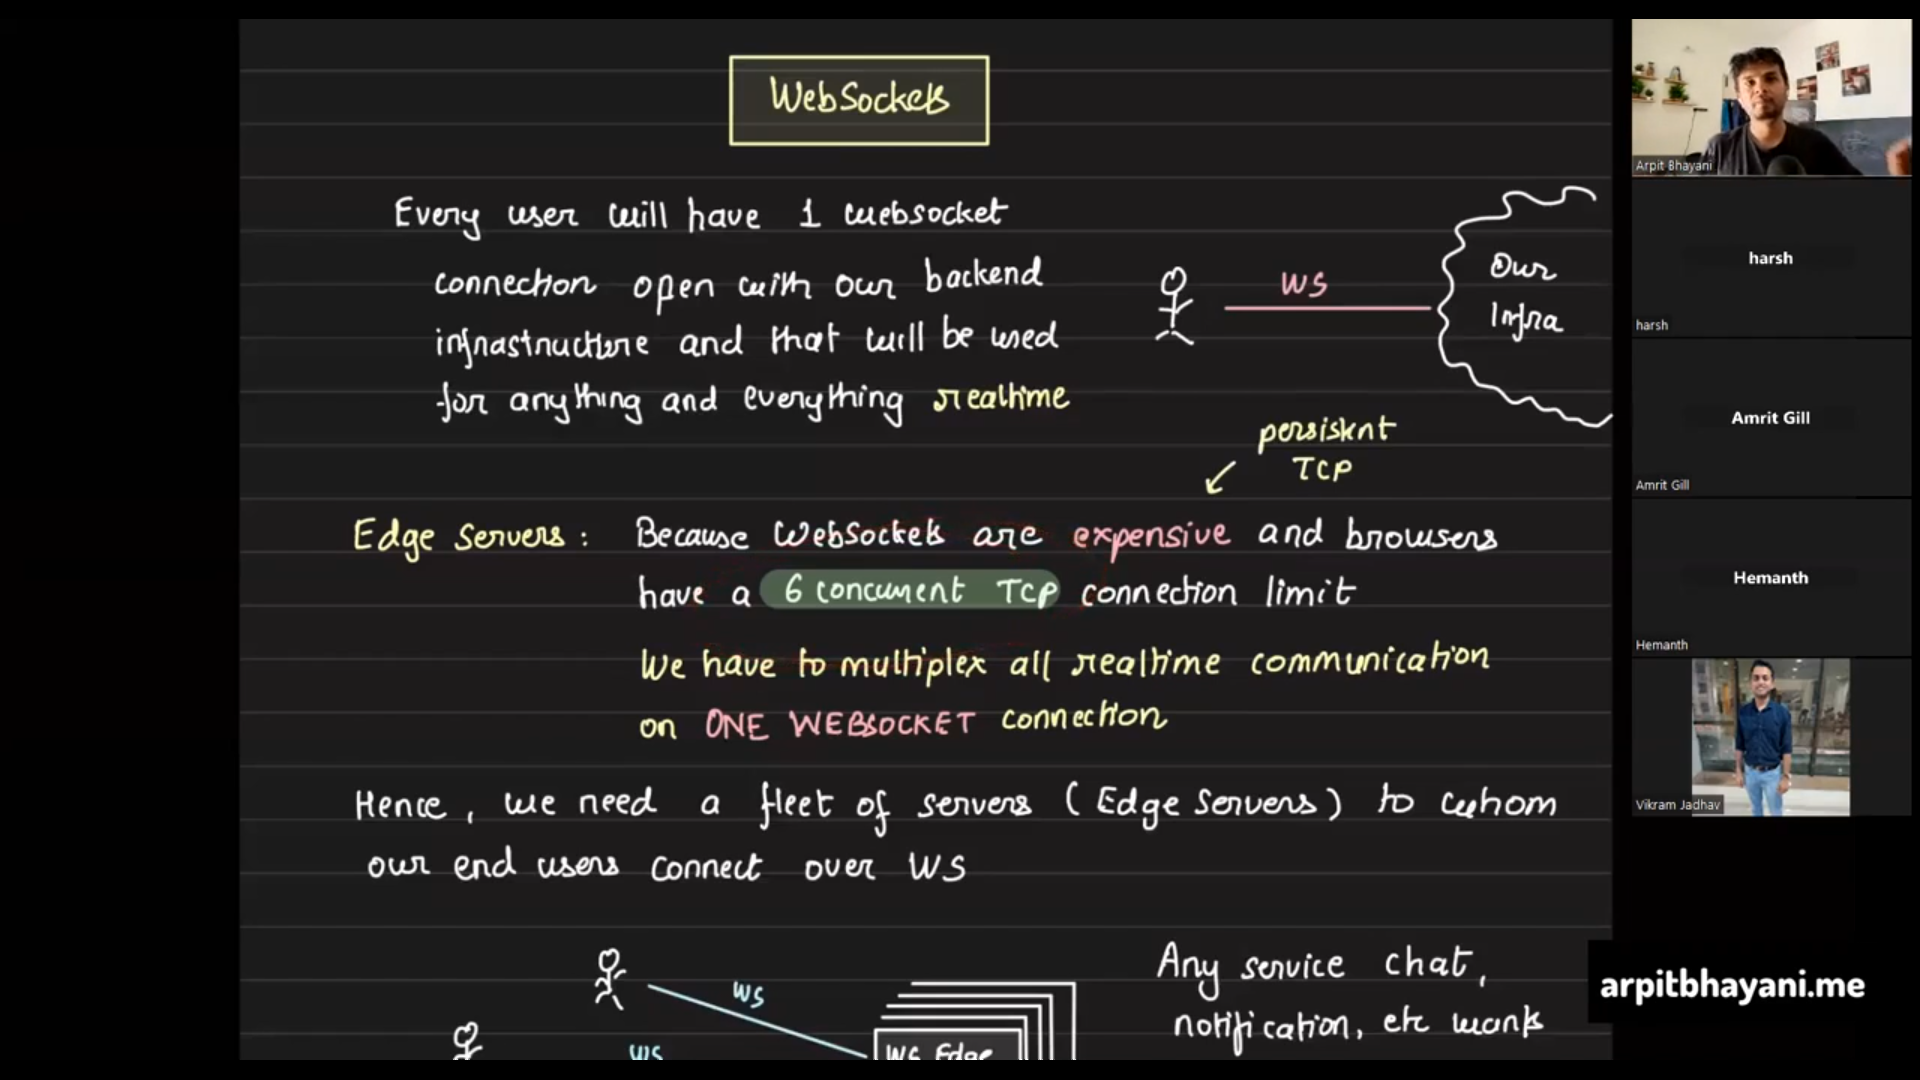 WebSockets
Every user will have 1 websocket
connection open with our backend
infrastructure and that will be used
for anything and everything realtime
WS
Our
Infra
persistent
TCP
Edge Servers : Because WebSockets are expensive and browsers
have a 6 concurrent TCP connection limit
We have to multiplex all realtime communication
on ONE WEBSOCKET connection
Hence, we need a fleet of servers (Edge Servers) to whom
our end users connect over WS
WS
WS
WS Edge
Any service chat,
notification, etc wants
Arpit Bhayani
harsh
harsh
Amrit Gill
Amrit Gill
Hemanth
Hemanth
Vikram Jadhav
arpitbhayani.me